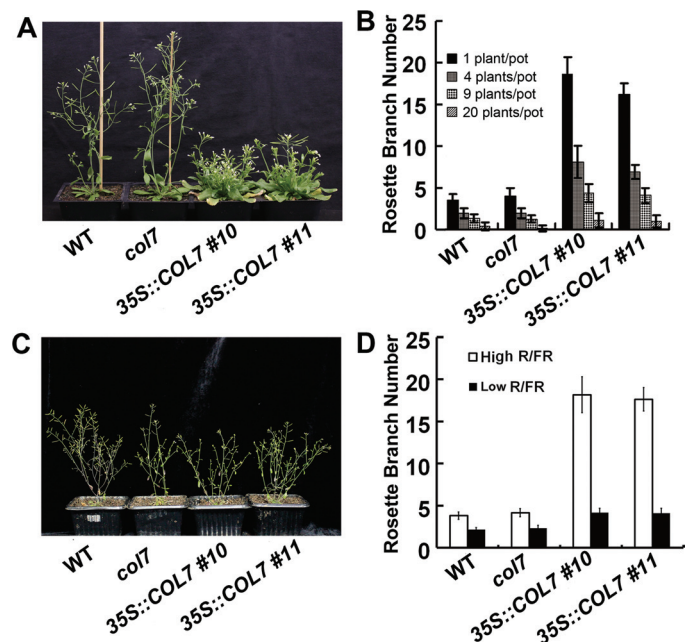 A
WT
col7
35S::COL7 #10
35S::COL7 #11
B
Rosette Branch Number
25
20
15
10
5
0
1 plant/pot
4 plants/pot
9 plants/pot
20 plants/pot
WT
col7
35S::COL7 #10
35S::COL7 #11
C
WT
col7
35S::COL7 #10
35S::COL7 #11
D
Rosette Branch Number
25
20
15
10
5
0
High R/FR
Low R/FR
WT
col7
35S::COL7 #10
35S::COL7 #11